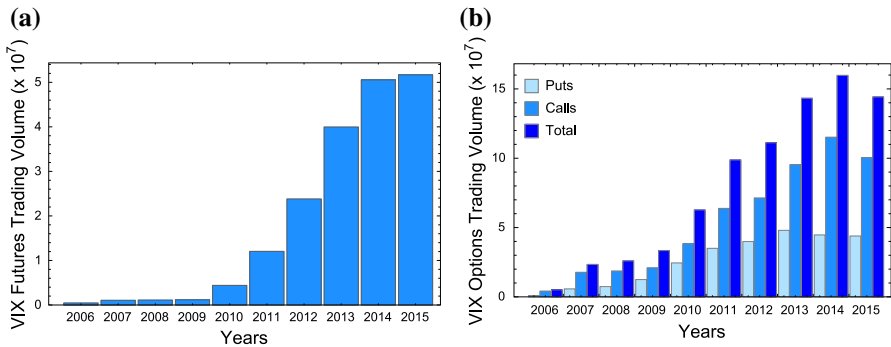 (a)
VIX Futures Trading Volume (x 10^7)
5
4
3
2
1
0
2006 2007 2008 2009 2010 2011 2012 2013 2014 2015
Years
(b)
VIX Options Trading Volume (x 10^7)
15
10
5
0
Puts
Calls
Total
2006 2007 2008 2009 2010 2011 2012 2013 2014 2015
Years